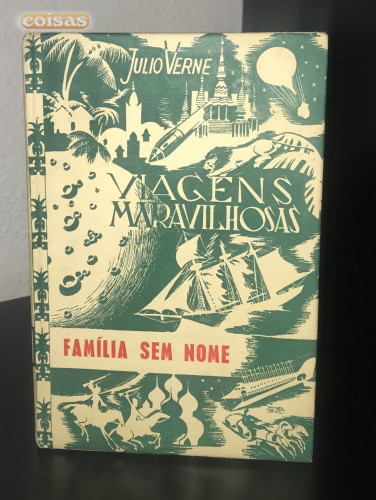 coisas
JULIO VERNE
VIAGENS
MARAVILHOSAS
FAMÍLIA SEM NOME